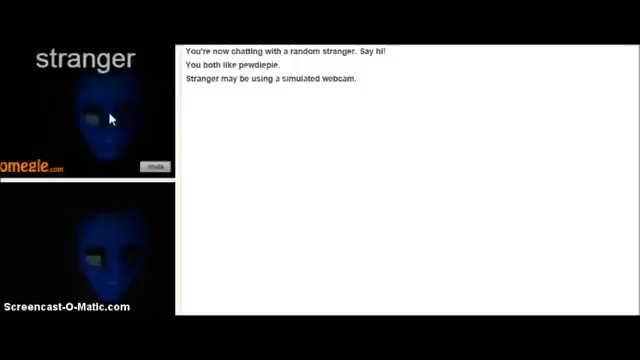 stranger
You're now chatting with a random stranger. Say hi!
You both like pewdiepie.
Stranger may be using a simulated webcam.
omegle.com
Screencast-O-Matic.com